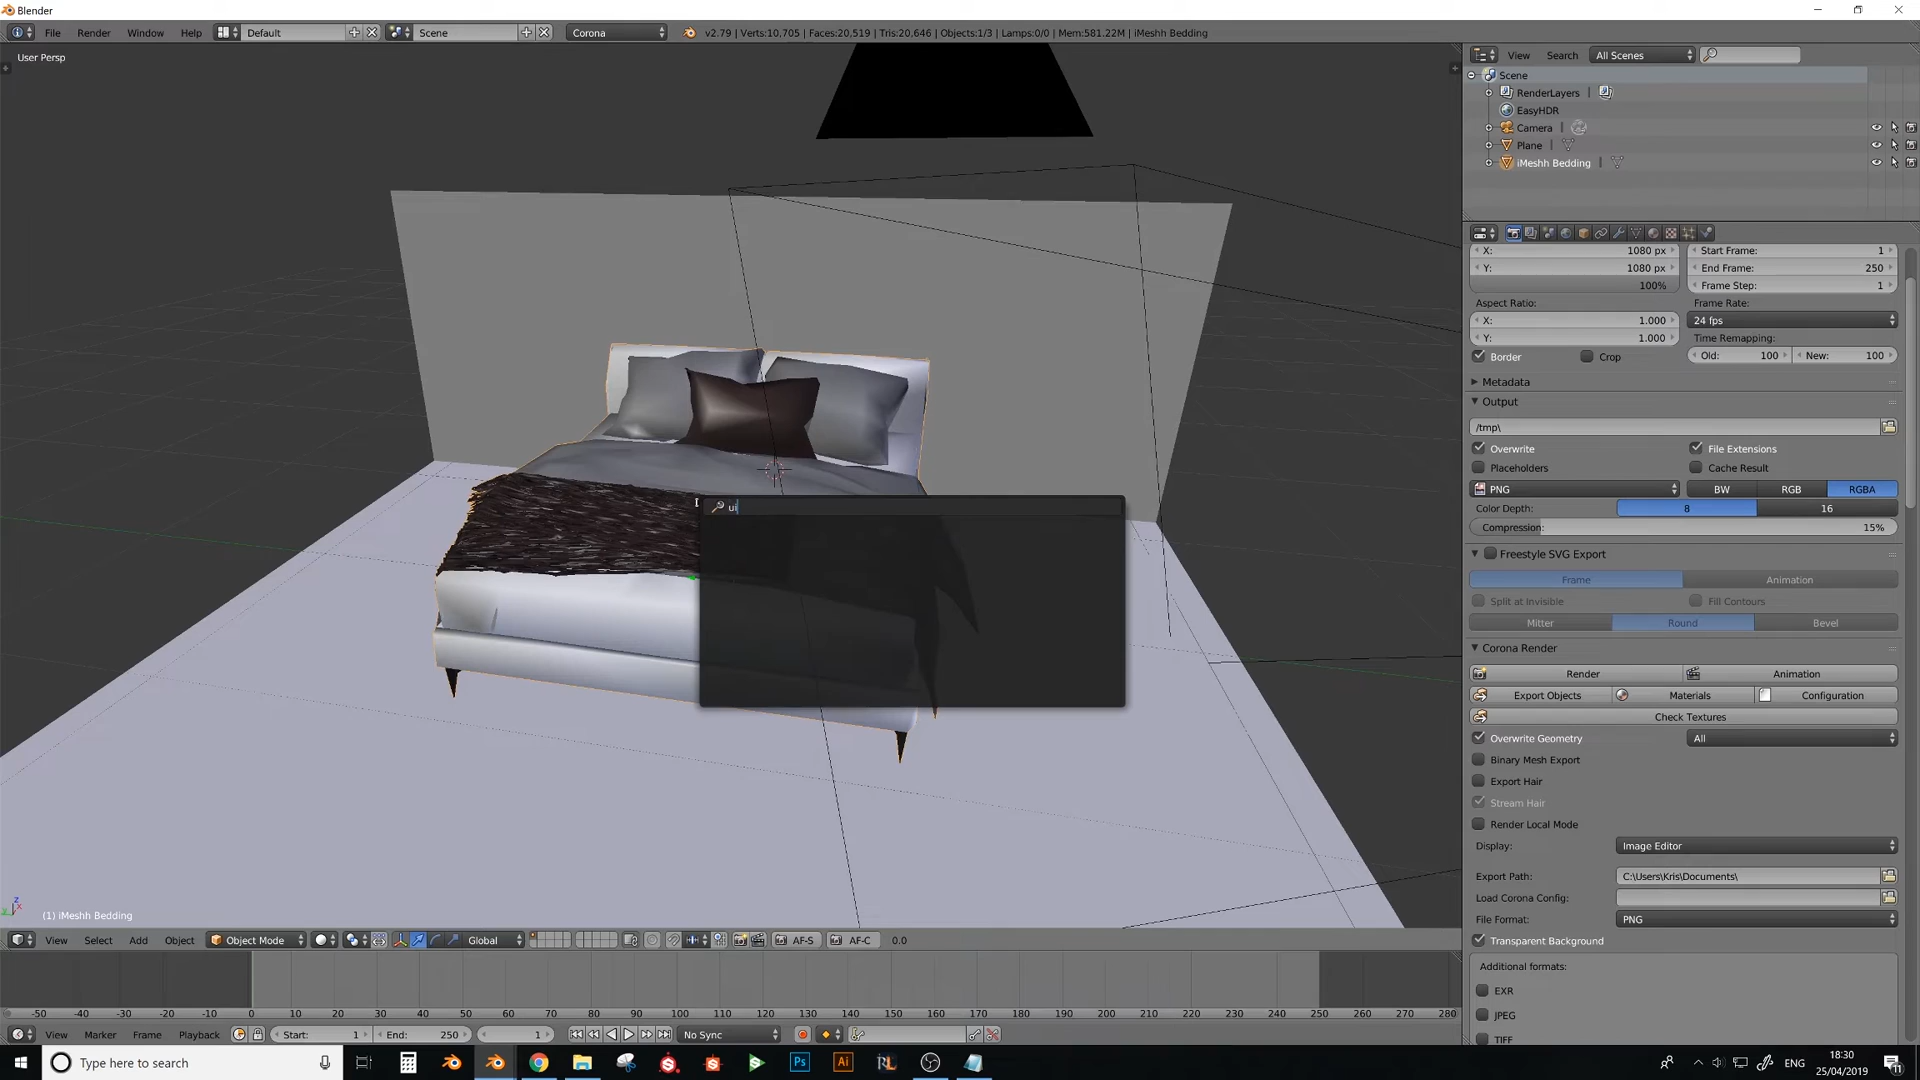 Blender
File Render Window Help Default Scene Corona v2.79 | Verts:10,705 | Faces:20,519 | Tris:20,646 | Objects:1/3 | Lamps:0/0 | Mem:581.22M | iMeshh Bedding
User Persp
View Search All Scenes
Scene
RenderLayers |
EasyHDR
Camera |
Plane |
iMeshh Bedding |
X: 1080 px Start Frame: 1
Y: 1080 px End Frame: 250
100% Frame Step: 1
Aspect Ratio: Frame Rate:
X: 1.000 24 fps
Y: 1.000 Time Remapping:
Border Crop Old: 100 New: 100
Metadata
Output
/tmp\
Overwrite File Extensions
Placeholders Cache Result
PNG BW RGB RGBA
Color Depth: 8 16
Compression: 15%
Freestyle SVG Export
Frame Animation
Split at Invisible Fill Contours
Mitter Round Bevel
Corona Render
Render Animation
Export Objects Materials Configuration
Check Textures
Overwrite Geometry All
Binary Mesh Export
Export Hair
Stream Hair
Render Local Mode
Display: Image Editor
Export Path: C:\Users\Kris\Documents\
Load Corona Config:
File Format: PNG
Transparent Background
Additional formats:
EXR
JPEG
TIFF
ui
z
y x
(1) iMeshh Bedding
View Select Add Object Object Mode Global AF-S AF-C 0.0
-50 -40 -30 -20 -10 0 10 20 30 40 50 60 70 80 90 100 110 120 130 140 150 160 170 180 190 200 210 220 230 240 250 260 270 280
View Marker Frame Playback Start: 1 End: 250 1 No Sync
Type here to search Ps Ai ENG 18:30
25/04/2019 11